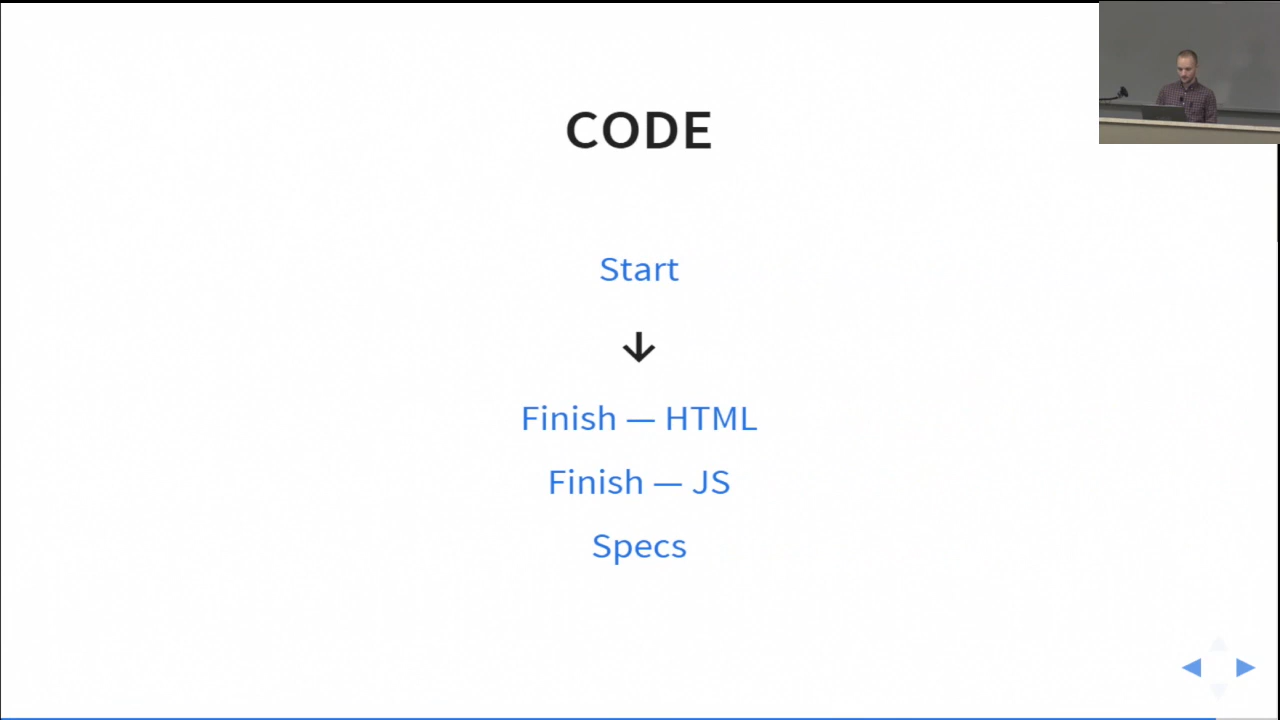 CODE
Start
↓
Finish — HTML
Finish — JS
Specs